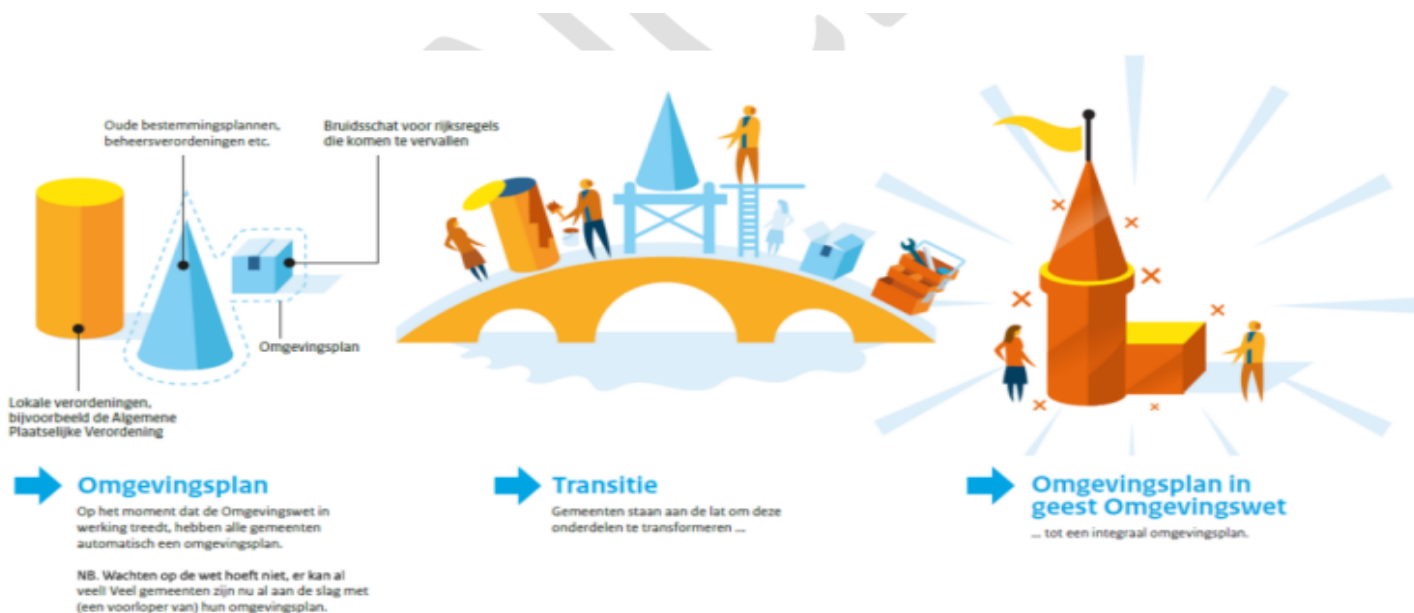 Oude bestemmingsplannen,
beheersverordeningen etc.
Bruidsschat voor rijksregels
die komen te vervallen
Omgevingsplan
Lokale verordeningen,
bijvoorbeeld de Algemene
Plaatselijke Verordening
Omgevingsplan
Op het moment dat de Omgevingswet in
werking treedt, hebben alle gemeenten
automatisch een omgevingsplan.
NB. Wachten op de wet hoeft niet, er kan al
veel! Veel gemeenten zijn nu al aan de slag met
(een voorloper van) hun omgevingsplan.
Transitie
Gemeenten staan aan de lat om deze
onderdelen te transformeren ...
Omgevingsplan in
geest Omgevingswet
... tot een integraal omgevingsplan.